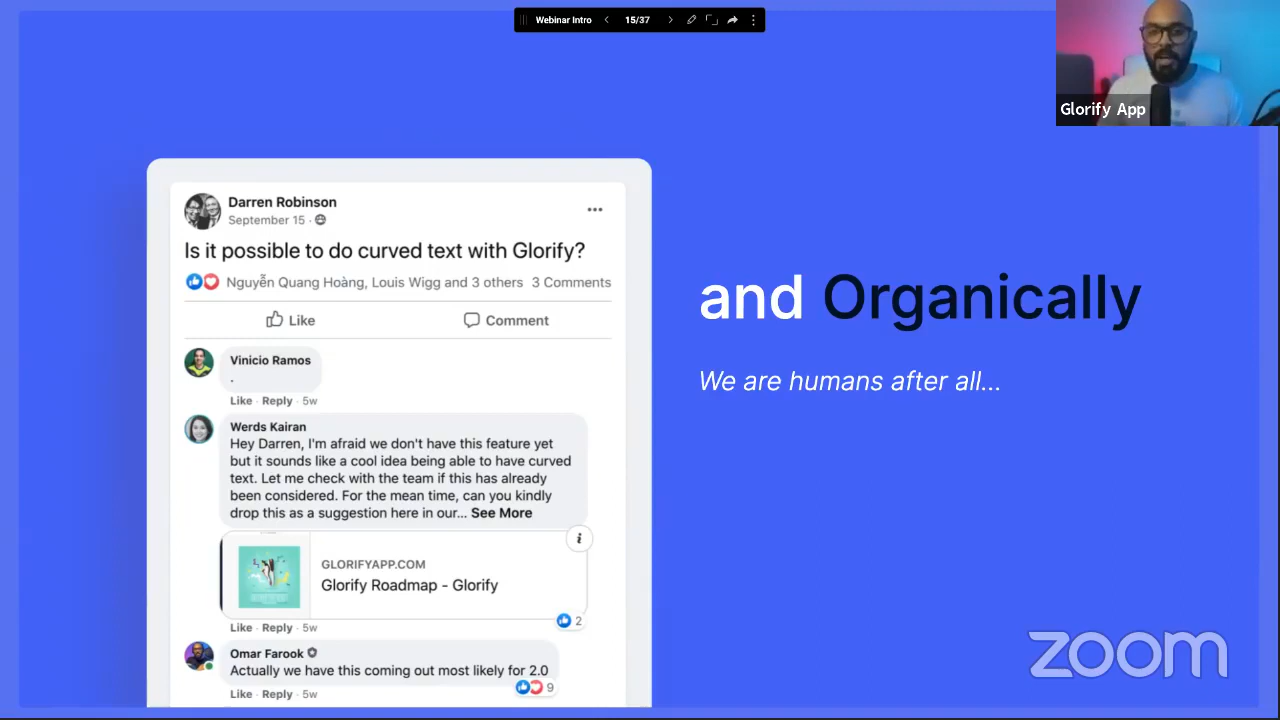 Webinar Intro 15/37
Glorify App
Darren Robinson
September 15 ·
Is it possible to do curved text with Glorify?
Nguyễn Quang Hoàng, Louis Wigg and 3 others 3 Comments
Like Comment
Vinicio Ramos
.
Like · Reply · 5w
Werds Kairan
Hey Darren, I'm afraid we don't have this feature yet
but it sounds like a cool idea being able to have curved
text. Let me check with the team if this has already
been considered. For the mean time, can you kindly
drop this as a suggestion here in our... See More
i
GLORIFYAPP.COM
Glorify Roadmap - Glorify
2
Like · Reply · 5w
Omar Farook
Actually we have this coming out most likely for 2.0
9
Like · Reply · 5w
and Organically
We are humans after all...
zoom